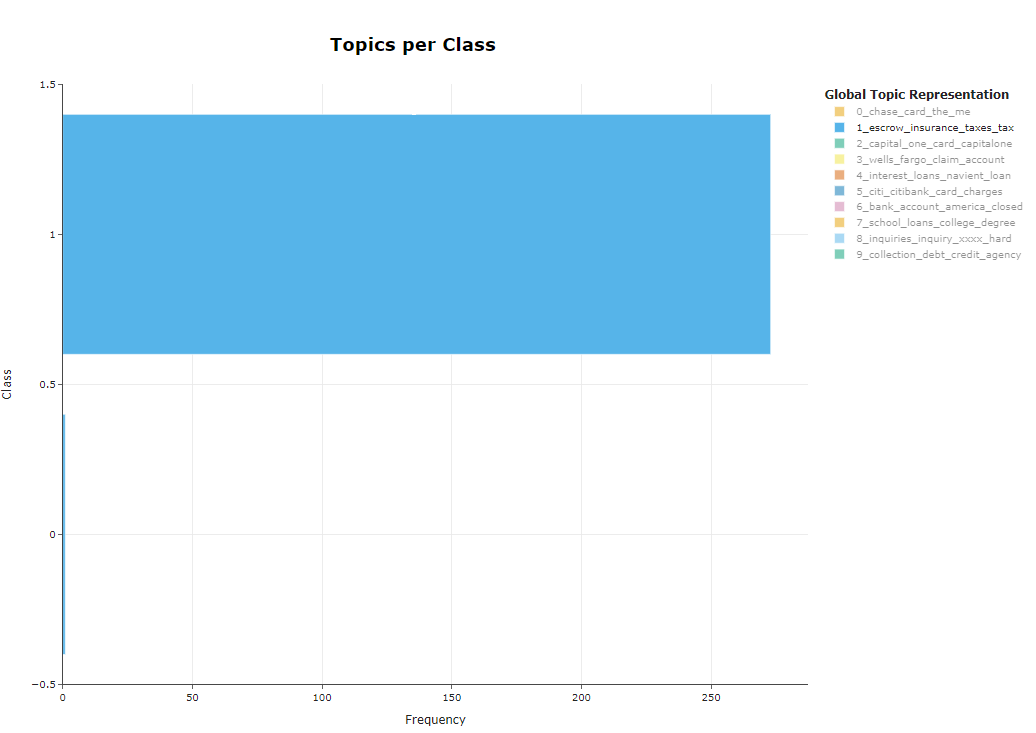 Topics per Class
Global Topic Representation
0_chase_card_the_me
1_escrow_insurance_taxes_tax
2_capital_one_card_capitalone
3_wells_fargo_claim_account
4_interest_loans_navient_loan
5_citi_citibank_card_charges
6_bank_account_america_closed
7_school_loans_college_degree
8_inquiries_inquiry_xxxx_hard
9_collection_debt_credit_agency
Class
1.5
1
0.5
0
−0.5
0 50 100 150 200 250
Frequency